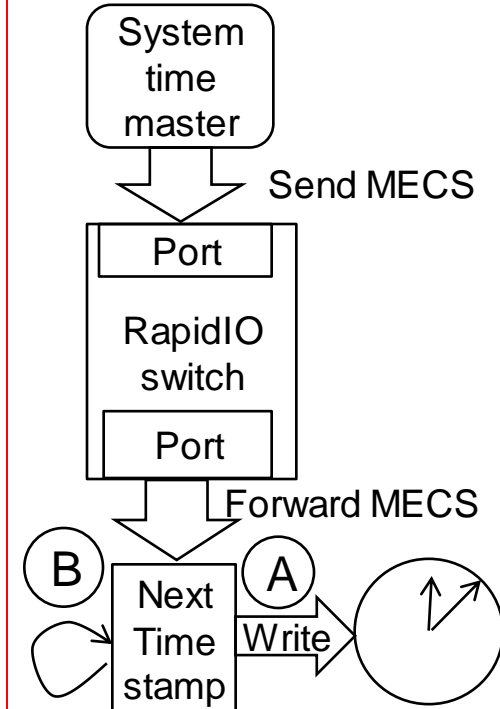 System
time
master
Send MECS
Port
RapidIO
switch
Port
Forward MECS
B
A
Next
Time
stamp
Write